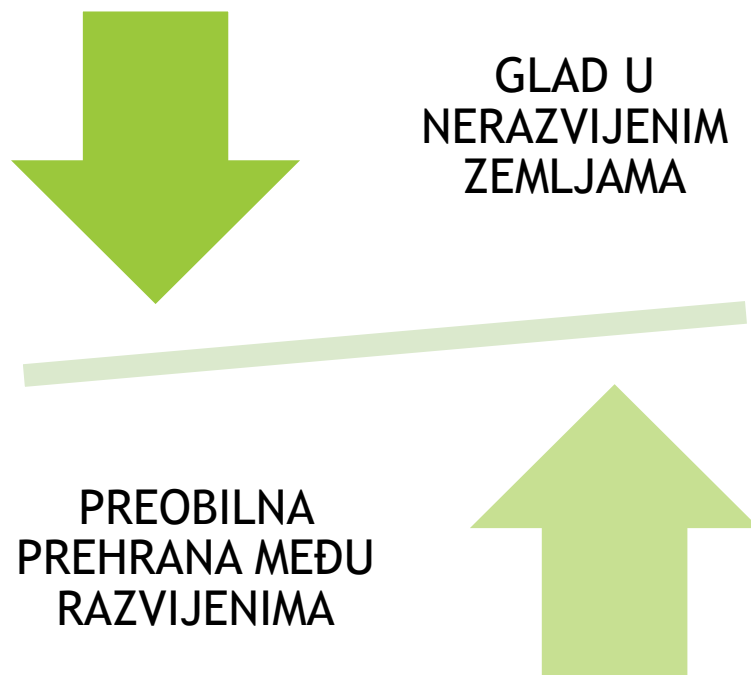 GLAD U
NERAZVIJENIM
ZEMLJAMA
PREOBILNA
PREHRANA MEĐU
RAZVIJENIMA